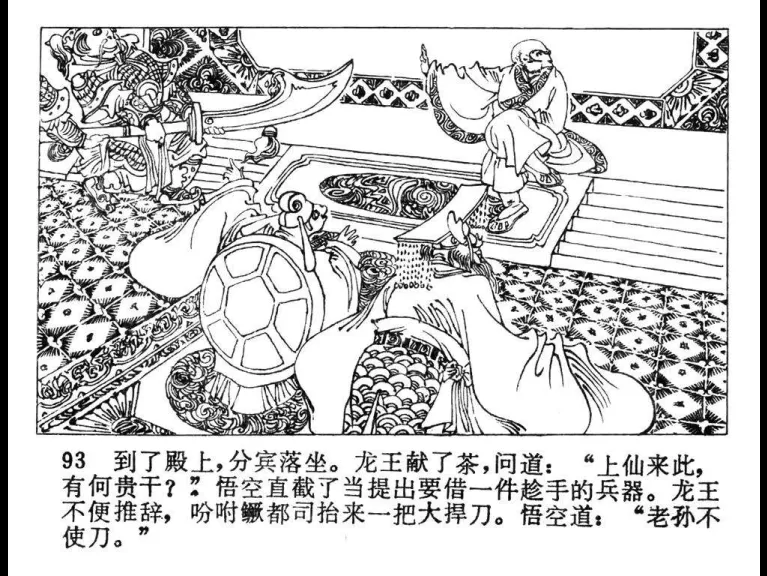 93 到了殿上，分宾落坐。龙王献了茶，问道：“上仙来此，
有何贵干？”悟空直截了当提出要借一件趁手的兵器。龙王
不便推辞，吩咐鳜都司抬来一把大捍刀。悟空道：“老孙不
使刀。”